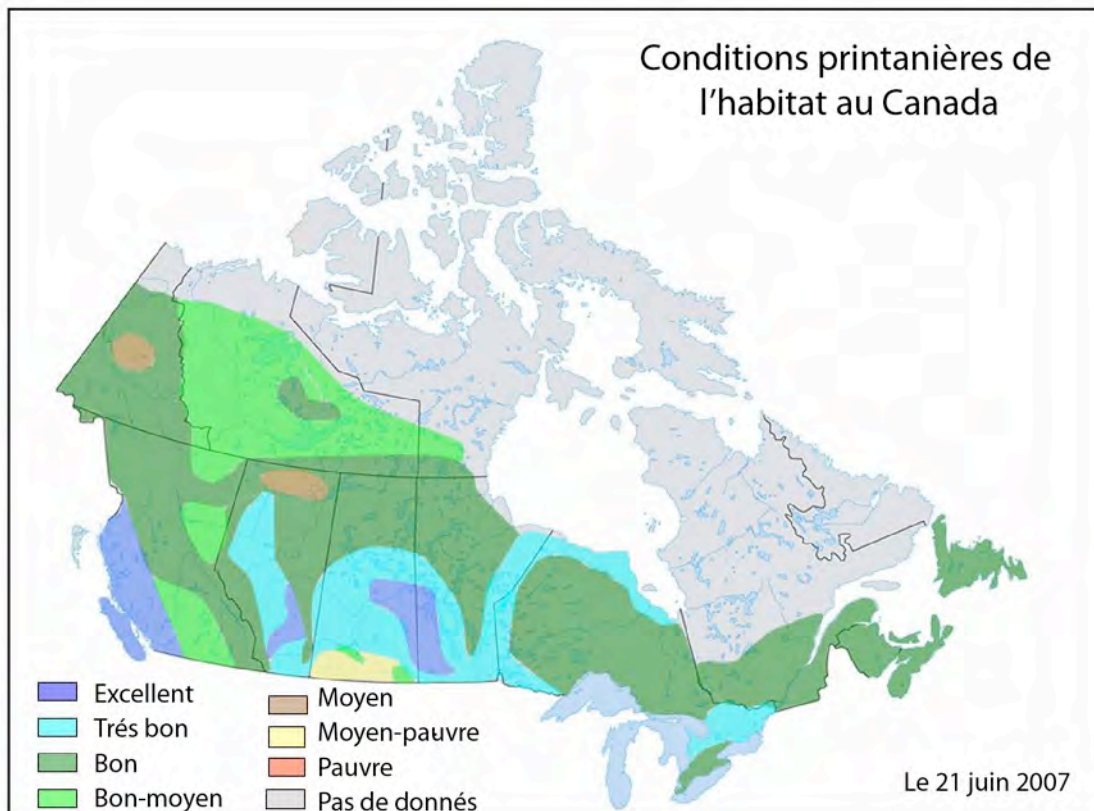 Conditions printanières de
l'habitat au Canada
Excellent
Trés bon
Bon
Bon-moyen
Moyen
Moyen-pauvre
Pauvre
Pas de donnés
Le 21 juin 2007